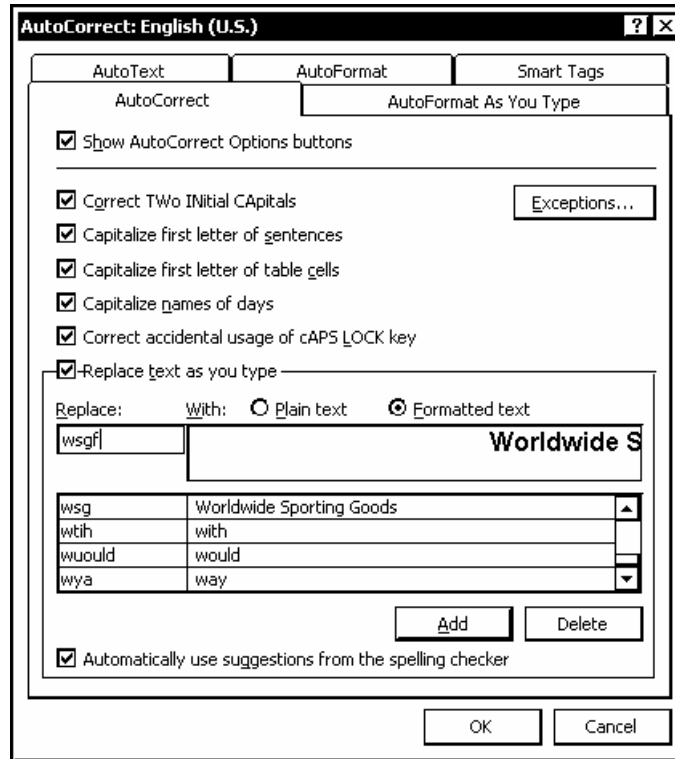 AutoCorrect: English (U.S.)
AutoText AutoFormat Smart Tags
AutoCorrect AutoFormat As You Type
Show AutoCorrect Options buttons
Correct TWo INitial CApitals Exceptions...
Capitalize first letter of sentences
Capitalize first letter of table cells
Capitalize names of days
Correct accidental usage of cAPS LOCK key
Replace text as you type
Replace: With: Plain text Formatted text
wsgf Worldwide S
wsg Worldwide Sporting Goods
wtih with
wuould would
wya way
Add Delete
Automatically use suggestions from the spelling checker
OK Cancel